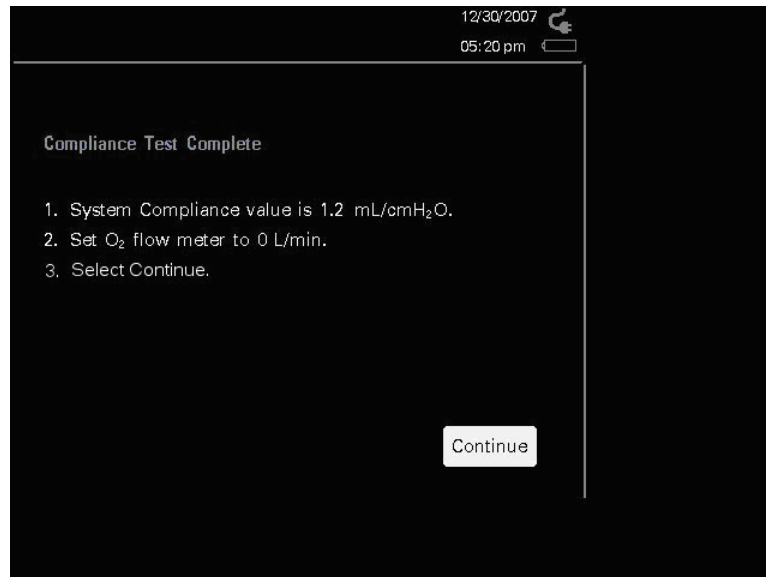 12/30/2007
05:20 pm
Compliance Test Complete
1. System Compliance value is 1.2 mL/cmH₂O.
2. Set O₂ flow meter to 0 L/min.
3. Select Continue.
Continue